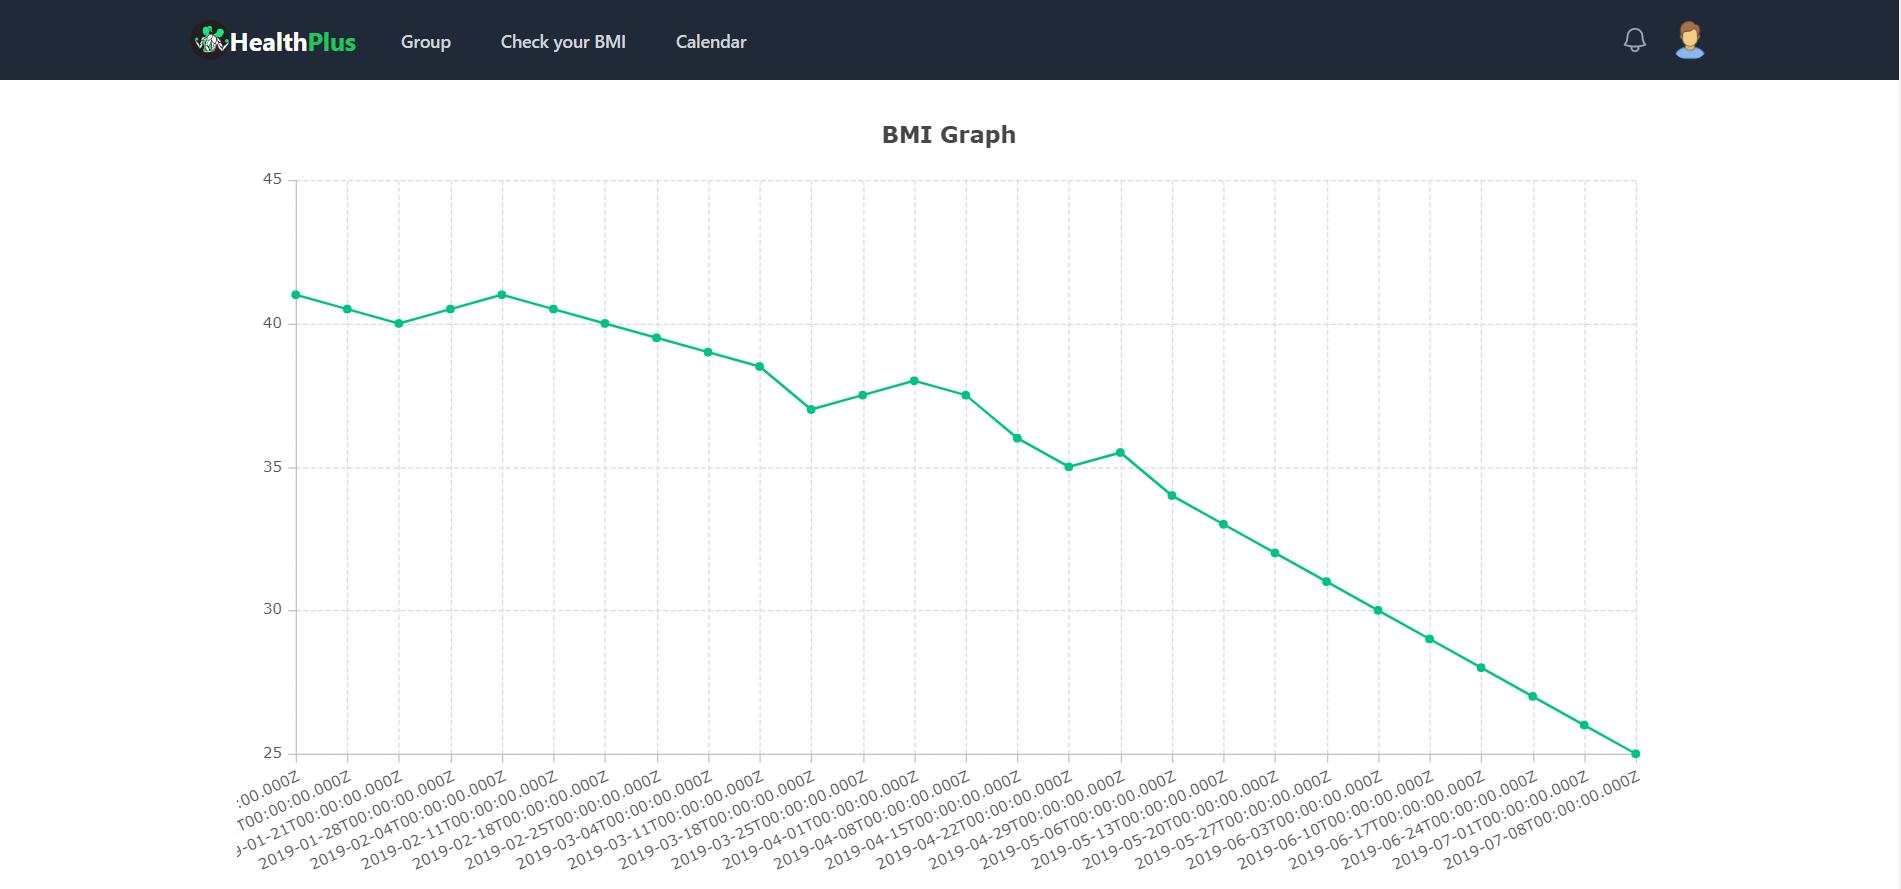 HealthPlus Group Check your BMI Calendar
BMI Graph
45
40
35
30
25
:00.000Z
T00:00:00.000Z
9-01-21T00:00:00.000Z
2019-01-28T00:00:00.000Z
2019-02-04T00:00:00.000Z
2019-02-11T00:00:00.000Z
2019-02-18T00:00:00.000Z
2019-02-25T00:00:00.000Z
2019-03-04T00:00:00.000Z
2019-03-11T00:00:00.000Z
2019-03-18T00:00:00.000Z
2019-03-25T00:00:00.000Z
2019-04-01T00:00:00.000Z
2019-04-08T00:00:00.000Z
2019-04-15T00:00:00.000Z
2019-04-22T00:00:00.000Z
2019-04-29T00:00:00.000Z
2019-05-06T00:00:00.000Z
2019-05-13T00:00:00.000Z
2019-05-20T00:00:00.000Z
2019-05-27T00:00:00.000Z
2019-06-03T00:00:00.000Z
2019-06-10T00:00:00.000Z
2019-06-17T00:00:00.000Z
2019-06-24T00:00:00.000Z
2019-07-01T00:00:00.000Z
2019-07-08T00:00:00.000Z